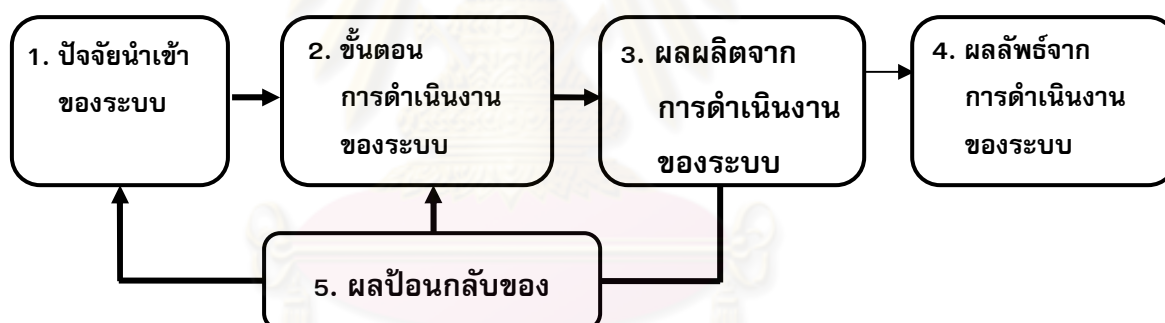 1. ปัจจัยนำเข้า
ของระบบ
2. ขั้นตอน
การดำเนินงาน
ของระบบ
3. ผลผลิตจาก
การดำเนินงาน
ของระบบ
4. ผลลัพธ์จาก
การดำเนินงาน
ของระบบ
5. ผลป้อนกลับของ